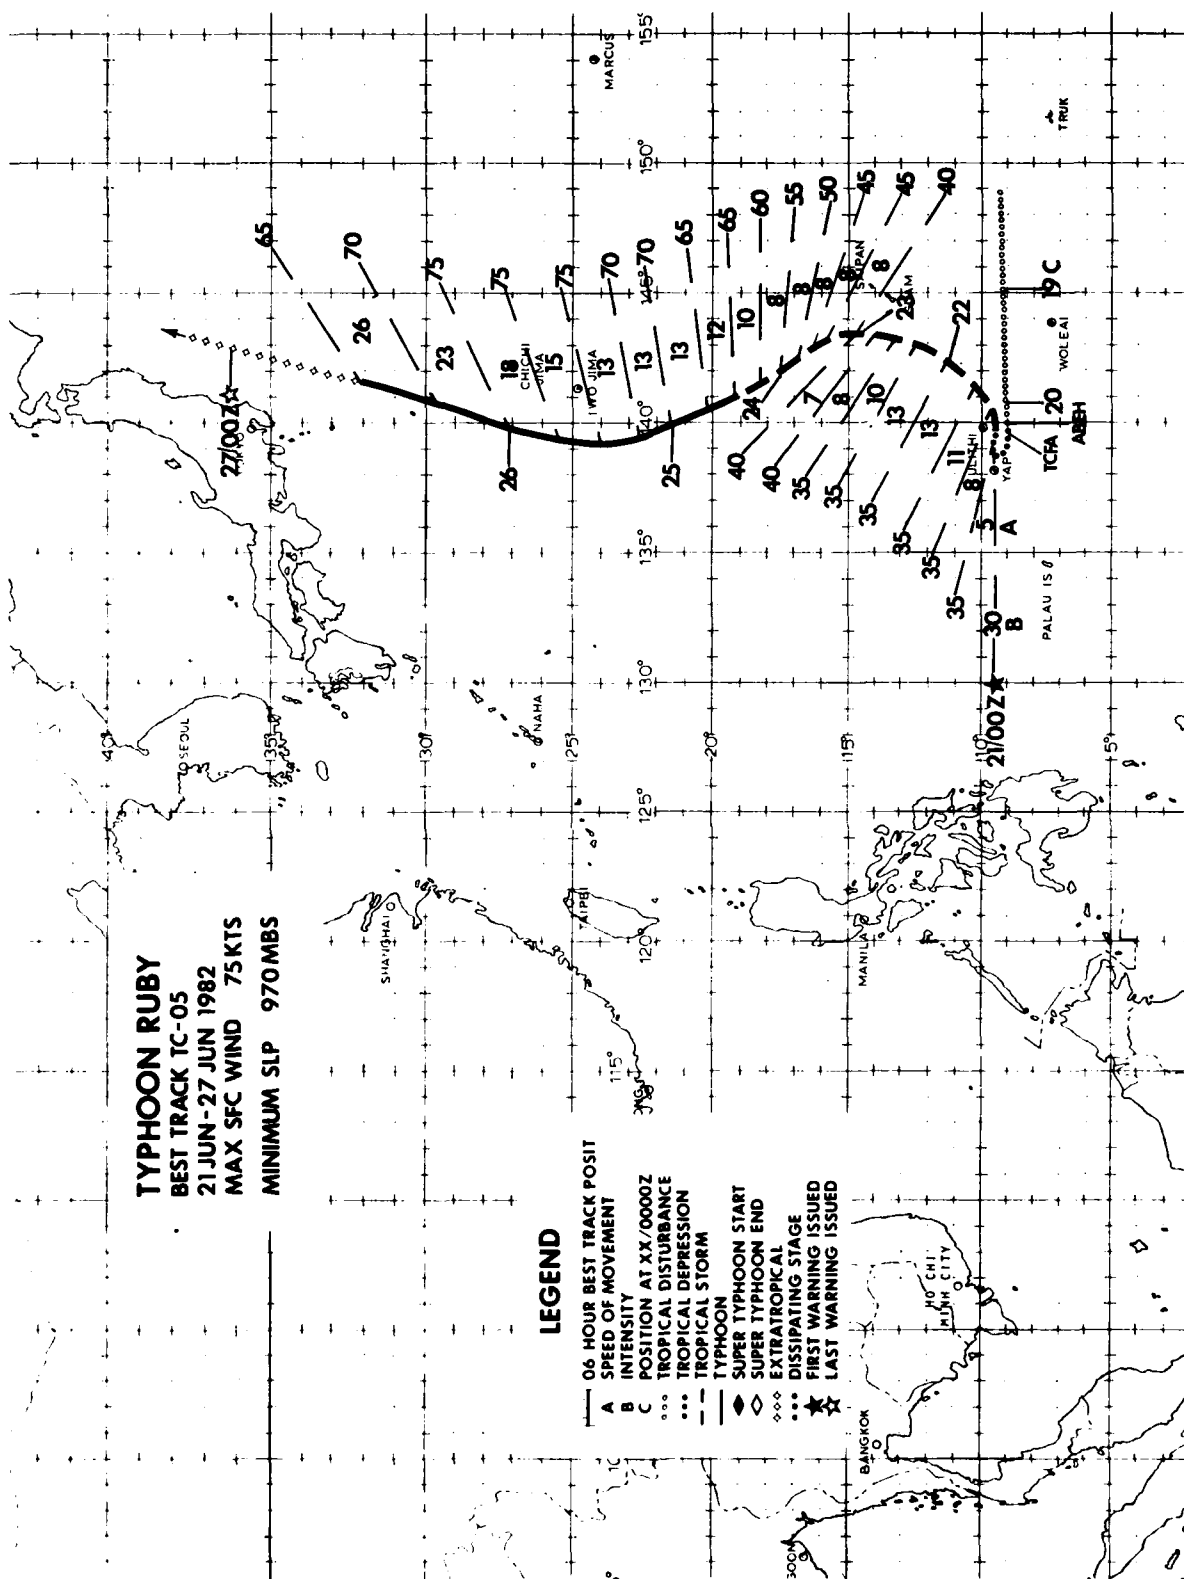 TYPHOON RUBY
BEST TRACK TC-05
21 JUN-27 JUN 1982
MAX SFC WIND 75KTS
MINIMUM SLP 970MBS
LEGEND
06 HOUR BEST TRACK POSIT
A SPEED OF MOVEMENT
B INTENSITY
C POSITION AT XX/0000Z
TROPICAL DISTURBANCE
TROPICAL DEPRESSION
TROPICAL STORM
TYPHOON
SUPER TYPHOON START
SUPER TYPHOON END
EXTRATROPICAL
DISSIPATING STAGE
FIRST WARNING ISSUED
LAST WARNING ISSUED
SEOUL
SHANGHAI
TAIPEI
NAHA
MANILA
HO CHI
MINH CITY
BANGKOK
MARCUS
CHICHI
JIMA
IWO JIMA
SAIPAN
TRUK
WOLEAI
YAP
PALAU IS
115°
120°
125°
130°
135°
140°
145°
150°
155°
40°
35°
30°
25°
20°
15°
10°
5°
27/00Z
21/00Z
65
70
75
75
75
70
70
65
65
60
55
50
45
45
40
26
23
18
15
13
13
13
12
10
8
8
8
8
8
7
8
10
13
13
11
8
5
A
30
B
40
40
35
35
35
35
35
35
26
25
24
23
22
20
19 C
TCFA
ABEH